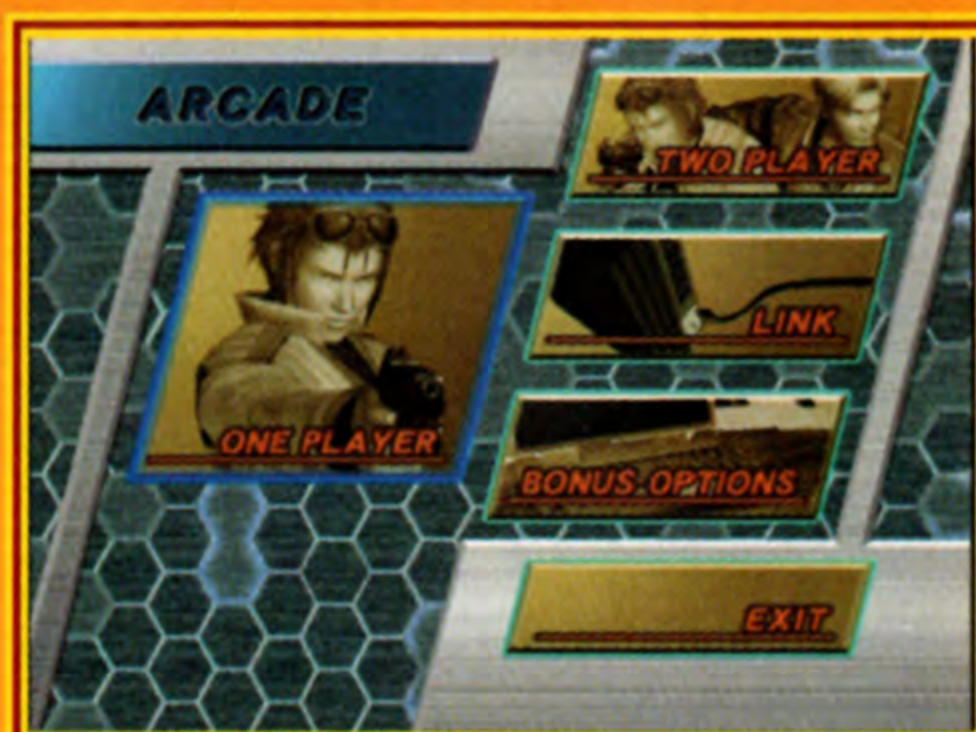 ARCADE
TWO PLAYER
ONE PLAYER
LINK
BONUS OPTIONS
EXIT